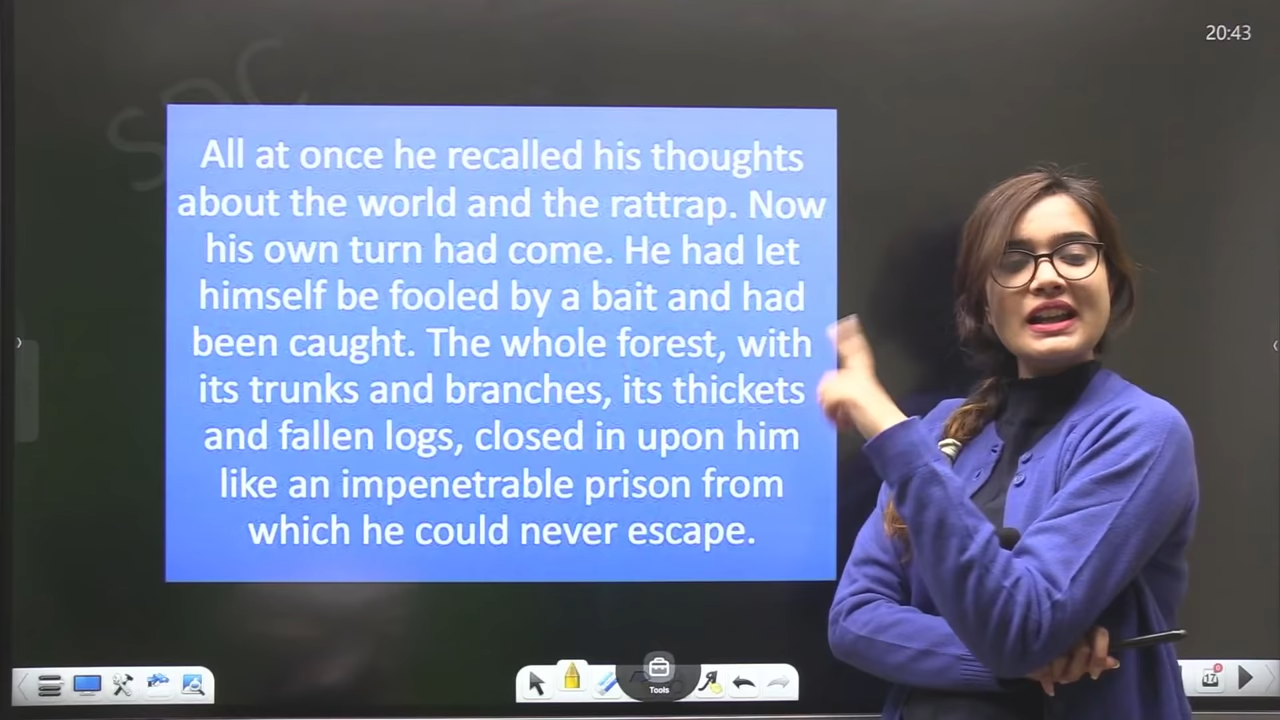 20:43
SDC
All at once he recalled his thoughts
about the world and the rattrap. Now
his own turn had come. He had let
himself be fooled by a bait and had
been caught. The whole forest, with
its trunks and branches, its thickets
and fallen logs, closed in upon him
like an impenetrable prison from
which he could never escape.
Tools
17